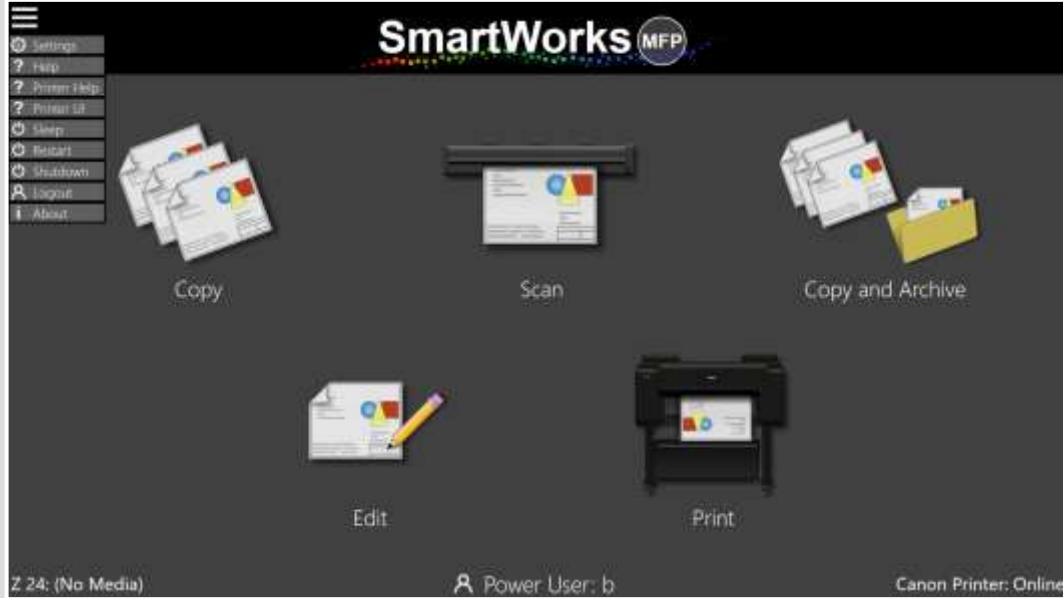 SmartWorks MFP
Settings
? Help
? Printer Help
? Printer UI
Sleep
Restart
Shutdown
Logout
i About
Copy
Scan
Copy and Archive
Edit
Print
Z 24: (No Media)
Power User: b
Canon Printer: Online